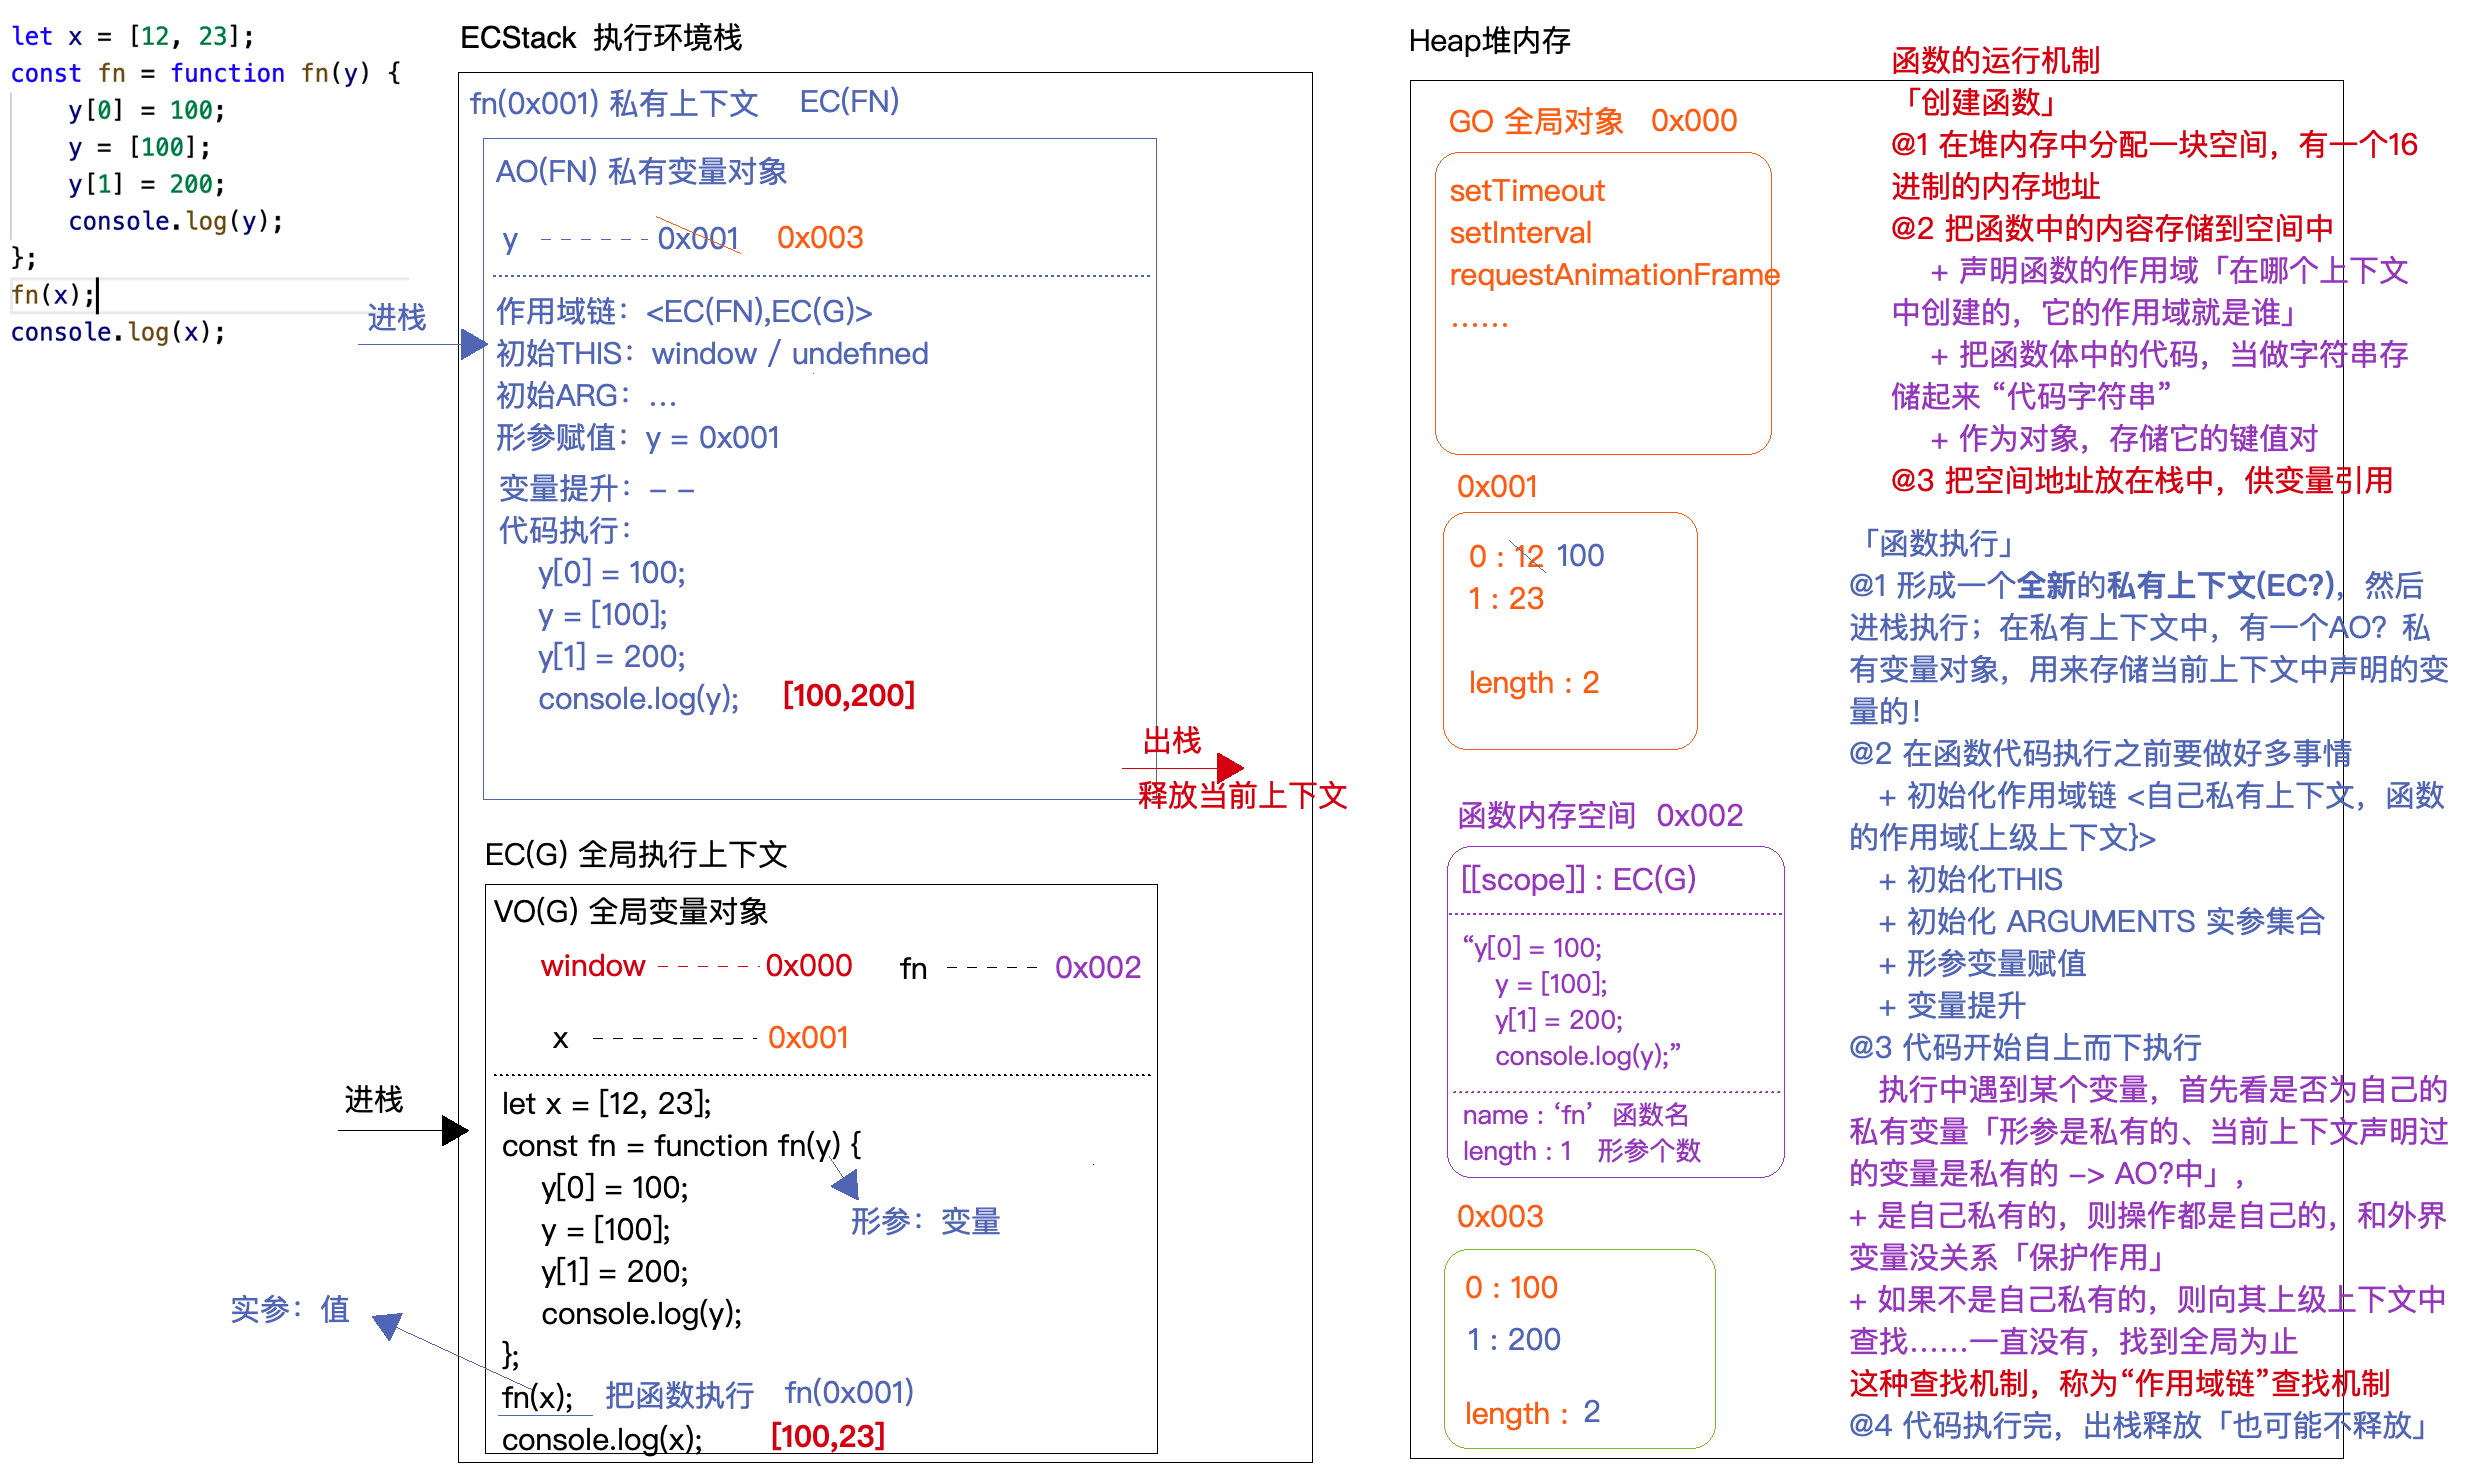 let x = [12, 23];
const fn = function fn(y) {
y[0] = 100;
y = [100];
y[1] = 200;
console.log(y);
};
fn(x);
console.log(x);
ECStack 执行环境栈
fn(0x001) 私有上下文 EC(FN)
AO(FN) 私有变量对象
y ------ 0x001 0x003
进栈
作用域链：<EC(FN),EC(G)>
初始THIS：window / undefined
初始ARG：...
形参赋值：y = 0x001
变量提升：– –
代码执行：
y[0] = 100;
y = [100];
y[1] = 200;
console.log(y); [100,200]
出栈
释放当前上下文
EC(G) 全局执行上下文
VO(G) 全局变量对象
window ------ 0x000 fn ----- 0x002
x --------- 0x001
进栈
let x = [12, 23];
const fn = function fn(y) {
y[0] = 100;
y = [100];
形参：变量
y[1] = 200;
console.log(y);
实参：值
};
fn(x); 把函数执行 fn(0x001)
console.log(x); [100,23]
Heap堆内存
GO 全局对象 0x000
setTimeout
setInterval
requestAnimationFrame
......
0x001
0 : 12 100
1 : 23
length : 2
函数内存空间 0x002
[[scope]] : EC(G)
“y[0] = 100;
y = [100];
y[1] = 200;
console.log(y);”
name : ‘fn’ 函数名
length : 1 形参个数
0x003
0 : 100
1 : 200
length : 2
函数的运行机制
「创建函数」
@1 在堆内存中分配一块空间，有一个16
进制的内存地址
@2 把函数中的内容存储到空间中
+ 声明函数的作用域「在哪个上下文
中创建的，它的作用域就是谁」
+ 把函数体中的代码，当做字符串存
储起来 “代码字符串”
+ 作为对象，存储它的键值对
@3 把空间地址放在栈中，供变量引用
「函数执行」
@1 形成一个全新的私有上下文(EC?)，然后
进栈执行；在私有上下文中，有一个AO？私
有变量对象，用来存储当前上下文中声明的变
量的！
@2 在函数代码执行之前要做好多事情
+ 初始化作用域链 <自己私有上下文，函数
的作用域{上级上下文}>
+ 初始化THIS
+ 初始化 ARGUMENTS 实参集合
+ 形参变量赋值
+ 变量提升
@3 代码开始自上而下执行
执行中遇到某个变量，首先看是否为自己的
私有变量「形参是私有的、当前上下文声明过
的变量是私有的 –> AO?中」，
+ 是自己私有的，则操作都是自己的，和外界
变量没关系「保护作用」
+ 如果不是自己私有的，则向其上级上下文中
查找......一直没有，找到全局为止
这种查找机制，称为“作用域链”查找机制
@4 代码执行完，出栈释放「也可能不释放」